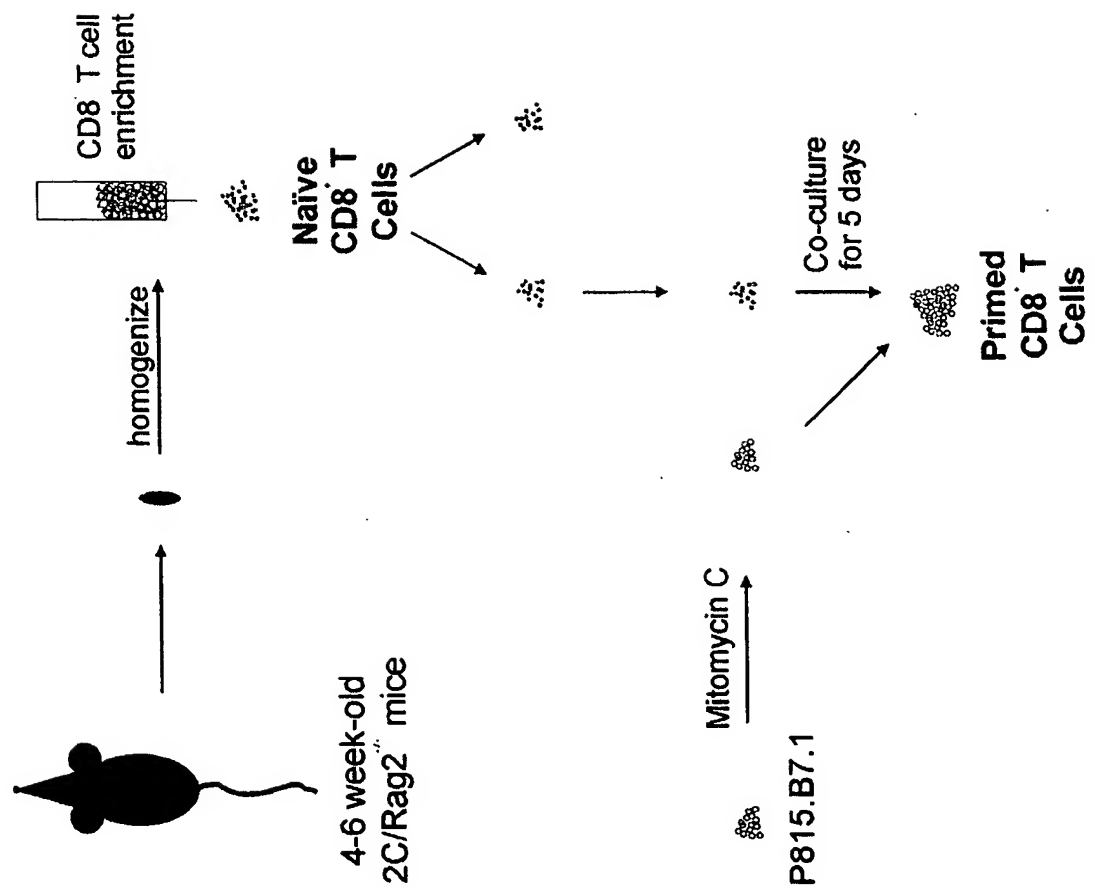 4-6 week-old
2C/Rag2⁻/⁻ mice
homogenize
CD8⁺ T cell
enrichment
Naïve
CD8⁺ T
Cells
P815.B7.1
Mitomycin C
Co-culture
for 5 days
Primed
CD8⁺ T
Cells